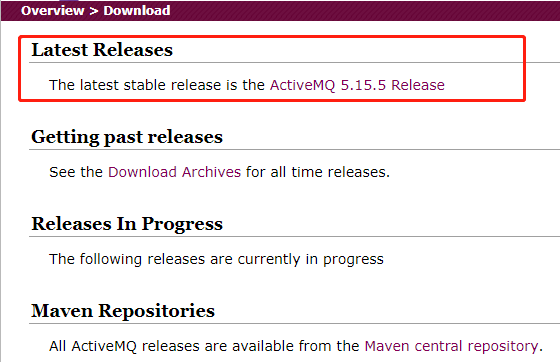 Overview > Download
Latest Releases
The latest stable release is the ActiveMQ 5.15.5 Release
Getting past releases
See the Download Archives for all time releases.
Releases In Progress
The following releases are currently in progress
Maven Repositories
All ActiveMQ releases are available from the Maven central repository.